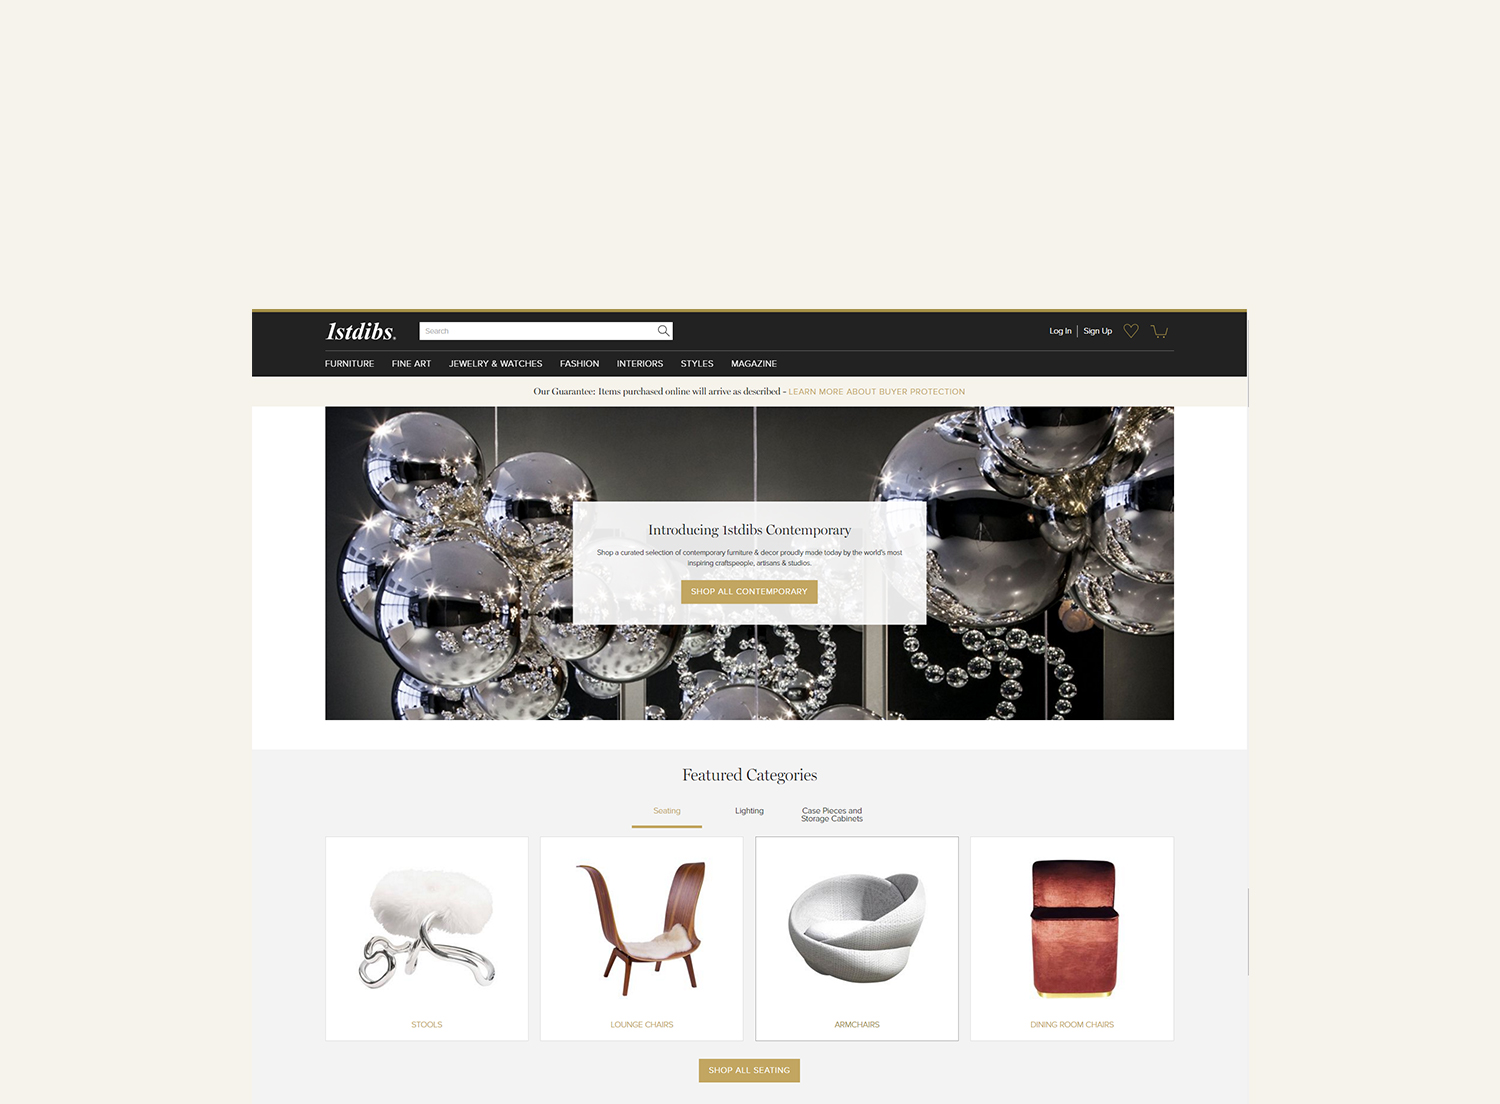 1stdibs®
Search
Log In | Sign Up
FURNITURE FINE ART JEWELRY & WATCHES FASHION INTERIORS STYLES MAGAZINE
Our Guarantee: Items purchased online will arrive as described - LEARN MORE ABOUT BUYER PROTECTION
Introducing 1stdibs Contemporary
Shop a curated selection of contemporary furniture & decor proudly made today by the world's most
inspiring craftspeople, artisans & studios.
SHOP ALL CONTEMPORARY
Featured Categories
Seating
Lighting
Case Pieces and
Storage Cabinets
STOOLS
LOUNGE CHAIRS
ARMCHAIRS
DINING ROOM CHAIRS
SHOP ALL SEATING